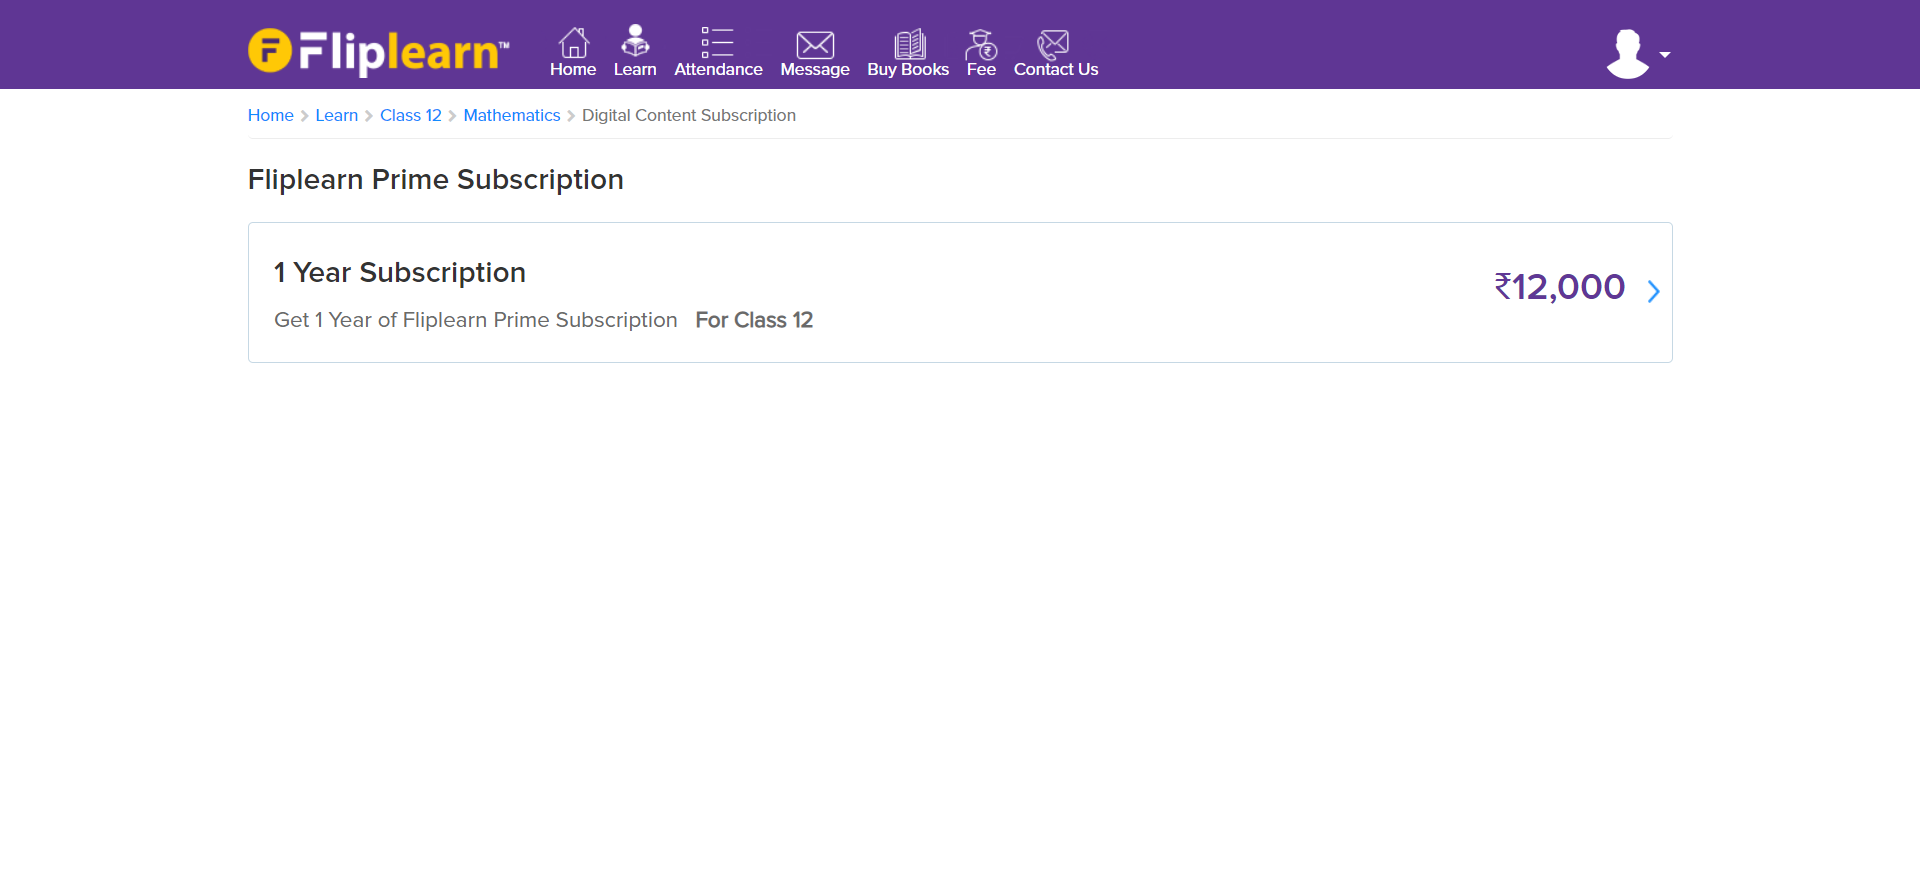 Fliplearn™
Home Learn Attendance Message Buy Books Fee Contact Us
Home Learn Class 12 Mathematics Digital Content Subscription
Fliplearn Prime Subscription
1 Year Subscription
₹12,000
Get 1 Year of Fliplearn Prime Subscription For Class 12